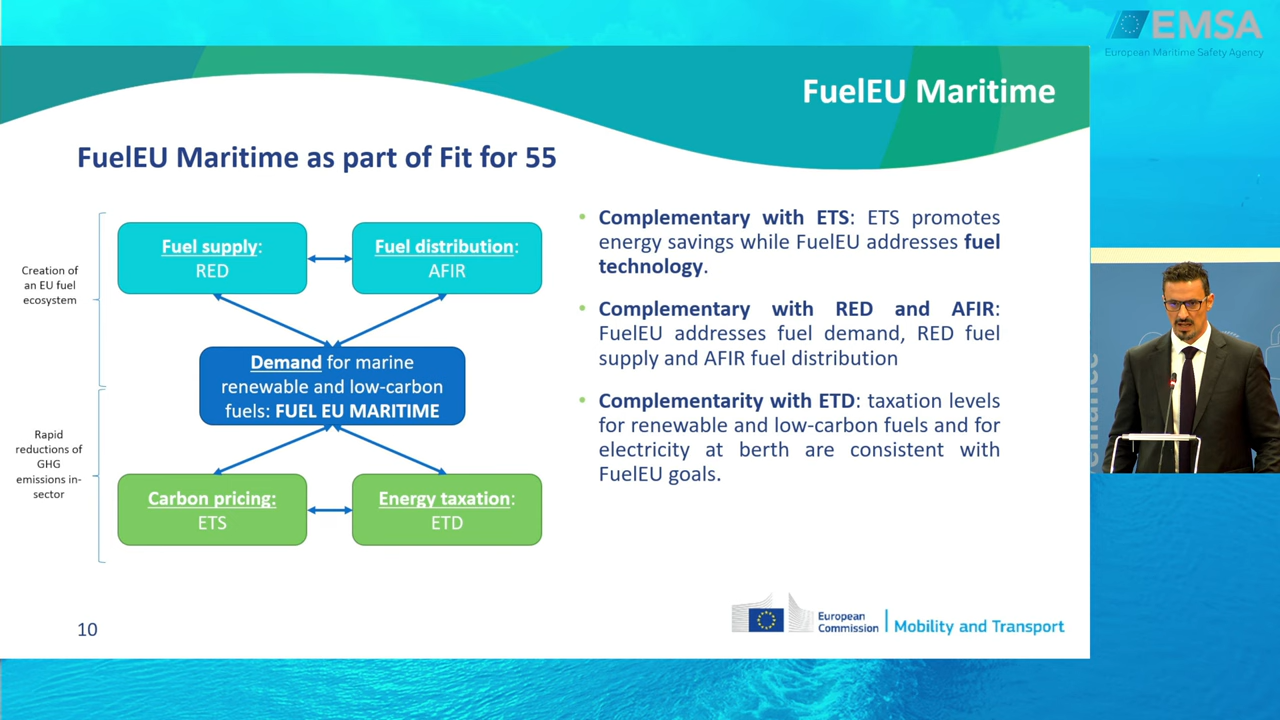 EMSA
European Maritime Safety Agency
FuelEU Maritime
FuelEU Maritime as part of Fit for 55
Creation of
an EU fuel
ecosystem
Fuel supply:
RED
Fuel distribution:
AFIR
Demand for marine
renewable and low-carbon
fuels: FUEL EU MARITIME
Rapid
reductions of
GHG
emissions in-
sector
Carbon pricing:
ETS
Energy taxation:
ETD
• Complementary with ETS: ETS promotes
energy savings while FuelEU addresses fuel
technology.
• Complementary with RED and AFIR:
FuelEU addresses fuel demand, RED fuel
supply and AFIR fuel distribution
• Complementarity with ETD: taxation levels
for renewable and low-carbon fuels and for
electricity at berth are consistent with
FuelEU goals.
10
European
Commission
Mobility and Transport